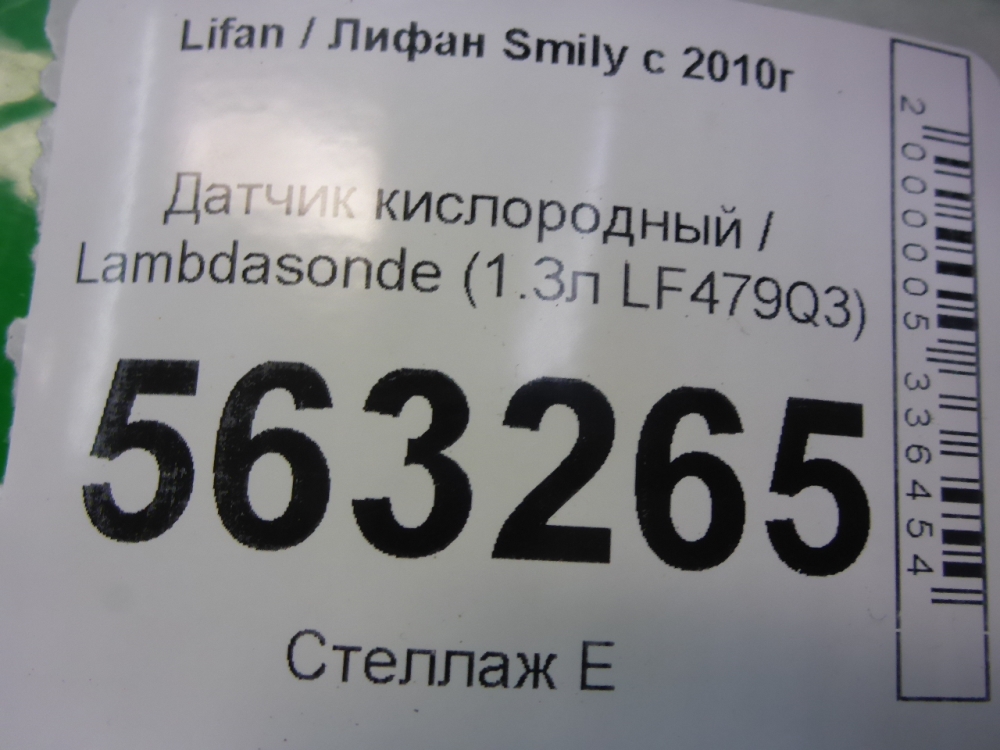 Lifan / Лифан Smily с 2010г
Датчик кислородный /
Lambdasonde (1.3л LF479Q3)
563265
Стеллаж E
2000005336454